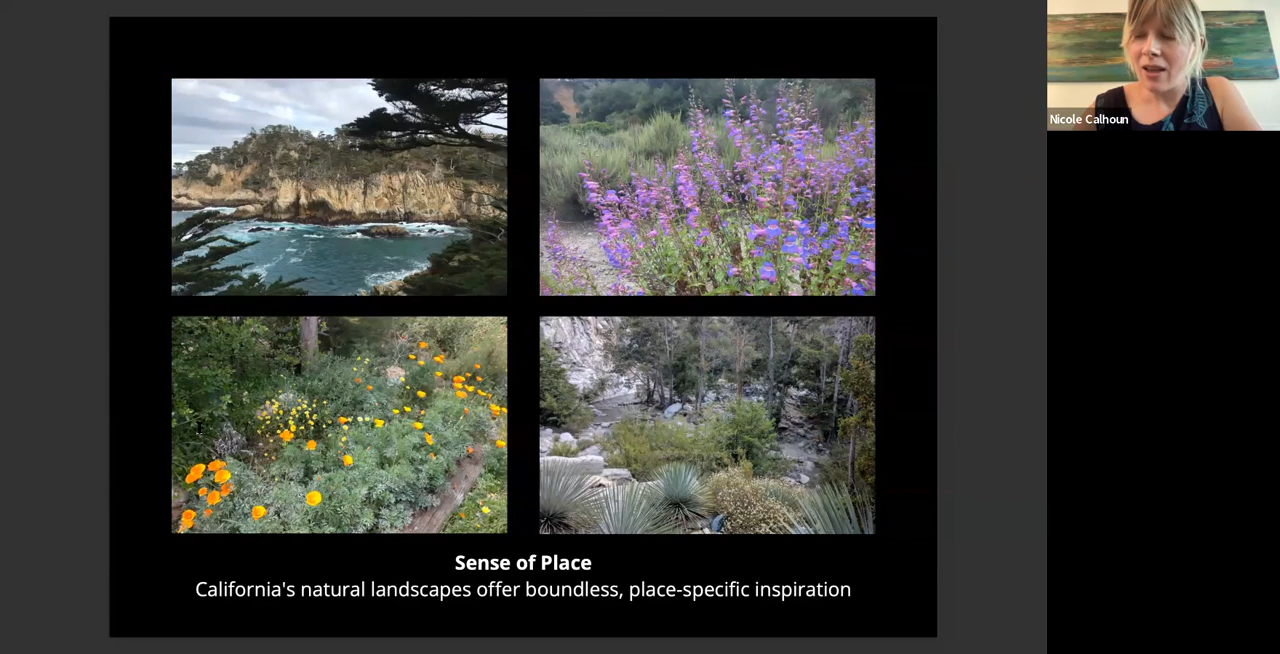 Nicole Calhoun
Sense of Place
California's natural landscapes offer boundless, place-specific inspiration